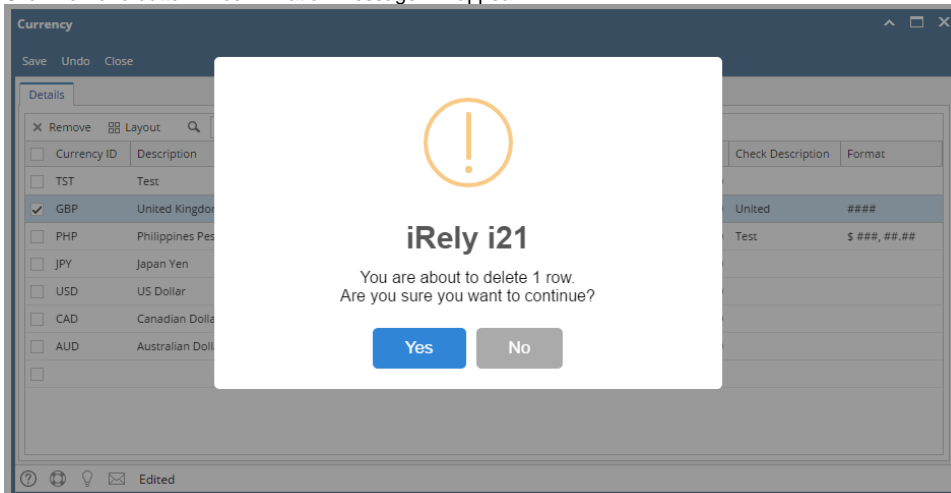 Currency
Save Undo Close
Details
Remove Layout
Currency ID Description Check Description Format
TST Test
GBP United Kingdo United ####
PHP Philippines Pes Test $ ###, ##.##
JPY Japan Yen
USD US Dollar
CAD Canadian Dolla
AUD Australian Doll
iRely i21
You are about to delete 1 row.
Are you sure you want to continue?
Yes No
Edited